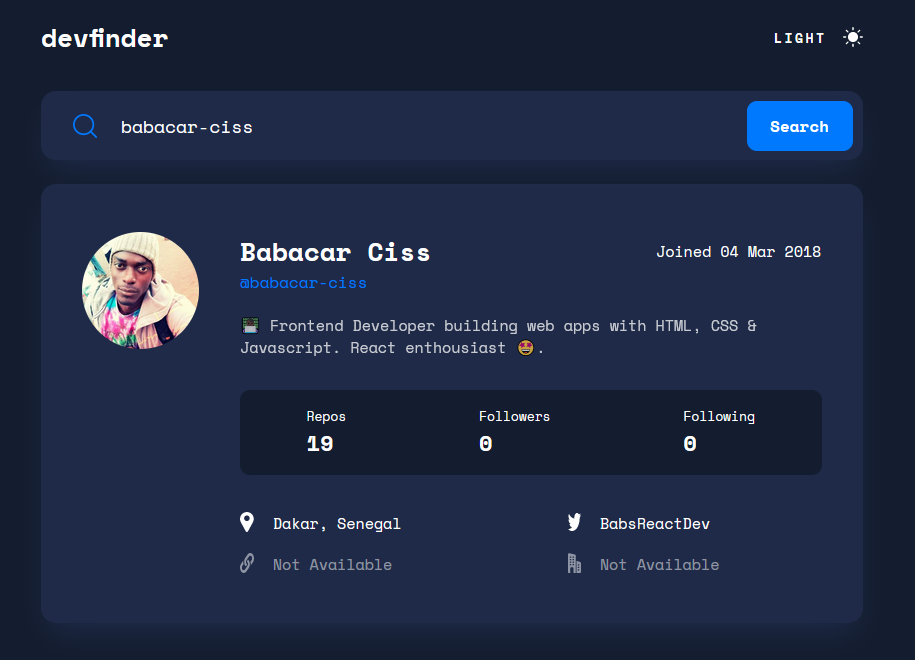 devfinder
LIGHT
babacar-ciss
Search
Babacar Ciss
Joined 04 Mar 2018
@babacar-ciss
👨🏻‍💻 Frontend Developer building web apps with HTML, CSS &
Javascript. React enthousiast 🤩.
Repos
Followers
Following
19
0
0
Dakar, Senegal
BabsReactDev
Not Available
Not Available